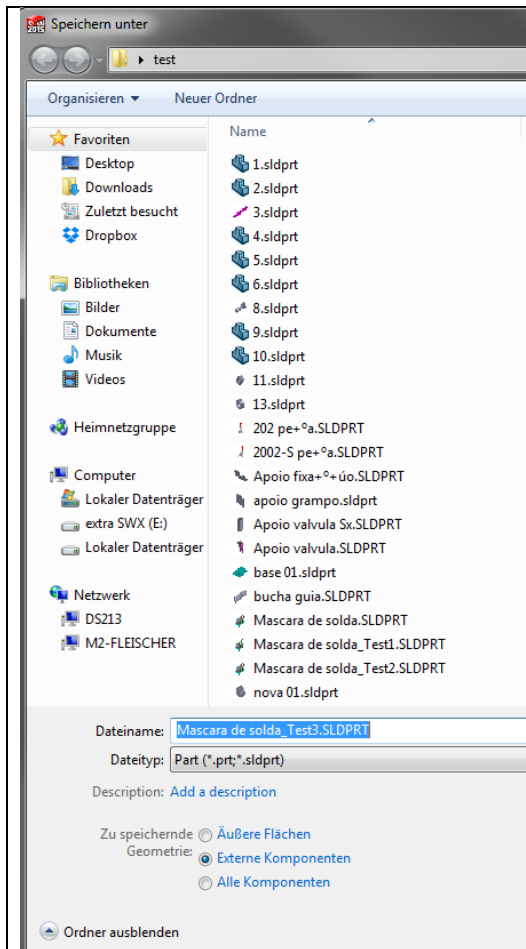 SW
2015
Speichern unter
test
Organisieren
Neuer Ordner
Favoriten
Desktop
Downloads
Zuletzt besucht
Dropbox
Bibliotheken
Bilder
Dokumente
Musik
Videos
Heimnetzgruppe
Computer
Lokaler Datenträger
extra SWX (E:)
Lokaler Datenträger
Netzwerk
DS213
M2-FLEISCHER
Name
1.sldprt
2.sldprt
3.sldprt
4.sldprt
5.sldprt
6.sldprt
8.sldprt
9.sldprt
10.sldprt
11.sldprt
13.sldprt
202 pe+ºa.SLDPRT
2002-S pe+ºa.SLDPRT
Apoio fixa+º+úo.SLDPRT
apoio grampo.sldprt
Apoio valvula Sx.SLDPRT
Apoio valvula.SLDPRT
base 01.sldprt
bucha guia.SLDPRT
Mascara de solda.SLDPRT
Mascara de solda_Test1.SLDPRT
Mascara de solda_Test2.SLDPRT
nova 01.sldprt
Dateiname: Mascara de solda_Test3.SLDPRT
Dateityp: Part (*.prt;*.sldprt)
Description: Add a description
Zu speichernde Geometrie:
Äußere Flächen
Externe Komponenten
Alle Komponenten
Ordner ausblenden